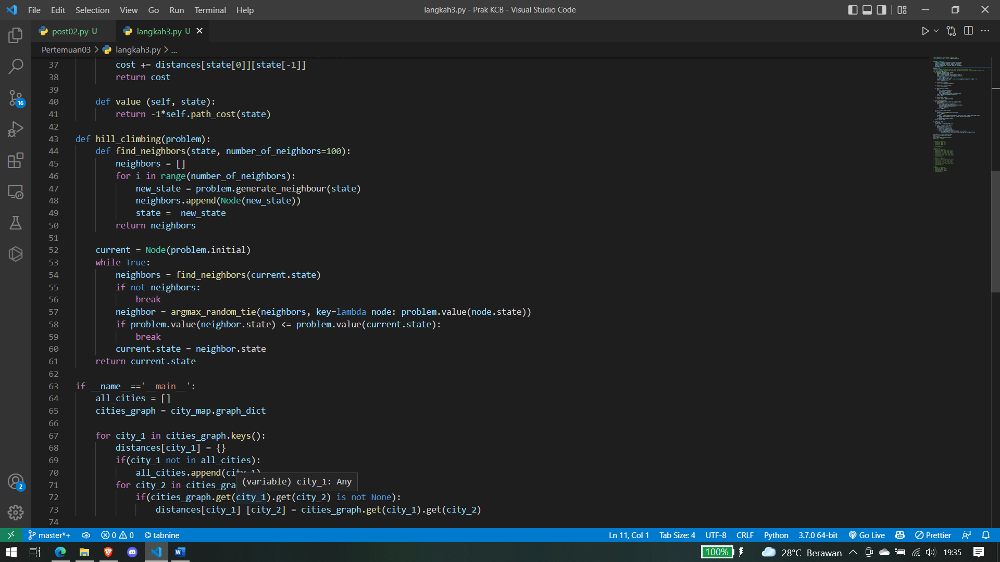 File Edit Selection View Go Run Terminal Help
langkah3.py - Prak KCB - Visual Studio Code
post02.py U
langkah3.py U
Pertemuan03 > langkah3.py > ...
37 cost += distances[state[0]][state[-1]]
38 return cost
39
40 def value (self, state):
41 return -1*self.path_cost(state)
42
43 def hill_climbing(problem):
44 def find_neighbors(state, number_of_neighbors=100):
45 neighbors = []
46 for i in range(number_of_neighbors):
47 new_state = problem.generate_neighbour(state)
48 neighbors.append(Node(new_state))
49 state =  new_state
50 return neighbors
51
52 current = Node(problem.initial)
53 while True:
54 neighbors = find_neighbors(current.state)
55 if not neighbors:
56 break
57 neighbor = argmax_random_tie(neighbors, key=lambda node: problem.value(node.state))
58 if problem.value(neighbor.state) <= problem.value(current.state):
59 break
60 current.state = neighbor.state
61 return current.state
62
63 if __name__=='__main__':
64 all_cities = []
65 cities_graph = city_map.graph_dict
66
67 for city_1 in cities_graph.keys():
68 distances[city_1] = {}
69 if(city_1 not in all_cities):
70 all_cities.append(city_1)
(variable) city_1: Any
71 for city_2 in cities_gra
72 if(cities_graph.get(city_1).get(city_2) is not None):
73 distances[city_1] [city_2] = cities_graph.get(city_1).get(city_2)
74
16
2
master*+ 0 0 tabnine
Ln 11, Col 1 Tab Size: 4 UTF-8 CRLF Python 3.7.0 64-bit Go Live Prettier
100% 28°C Berawan 19:35